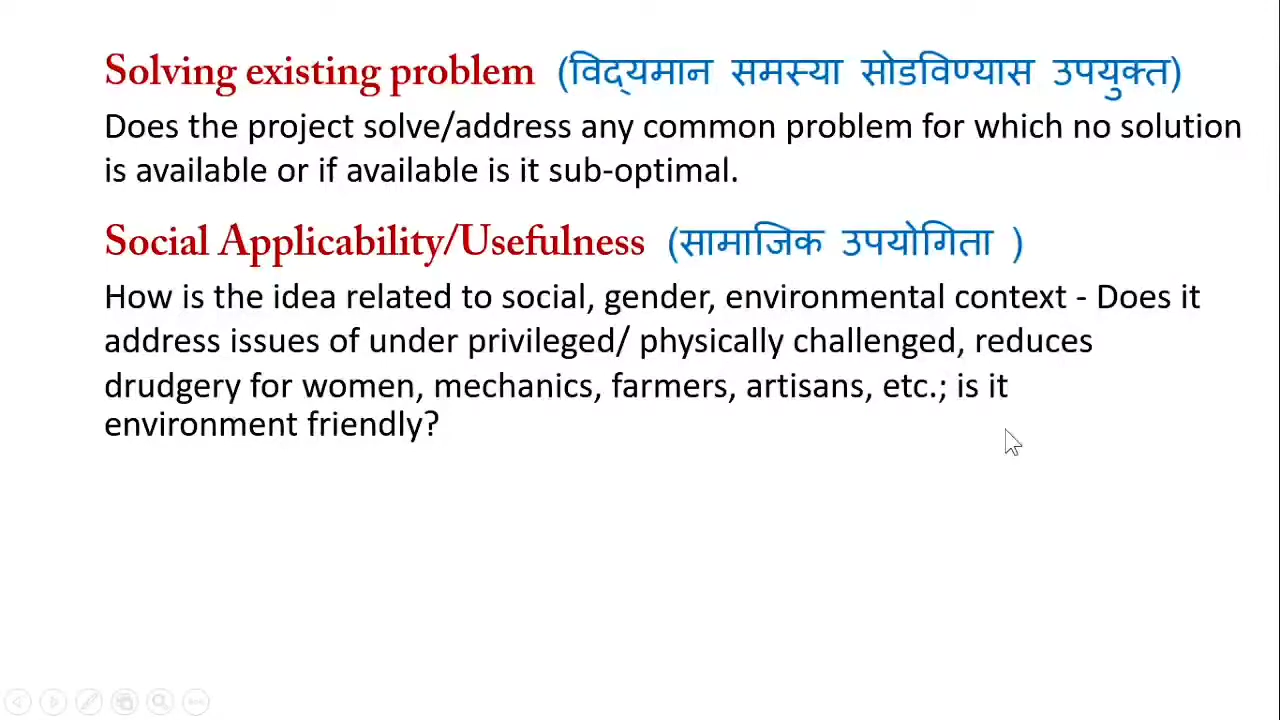 Solving existing problem (विद्यमान समस्या सोडविण्यास उपयुक्त)
Does the project solve/address any common problem for which no solution
is available or if available is it sub-optimal.
Social Applicability/Usefulness (सामाजिक उपयोगिता )
How is the idea related to social, gender, environmental context - Does it
address issues of under privileged/ physically challenged, reduces
drudgery for women, mechanics, farmers, artisans, etc.; is it
environment friendly?